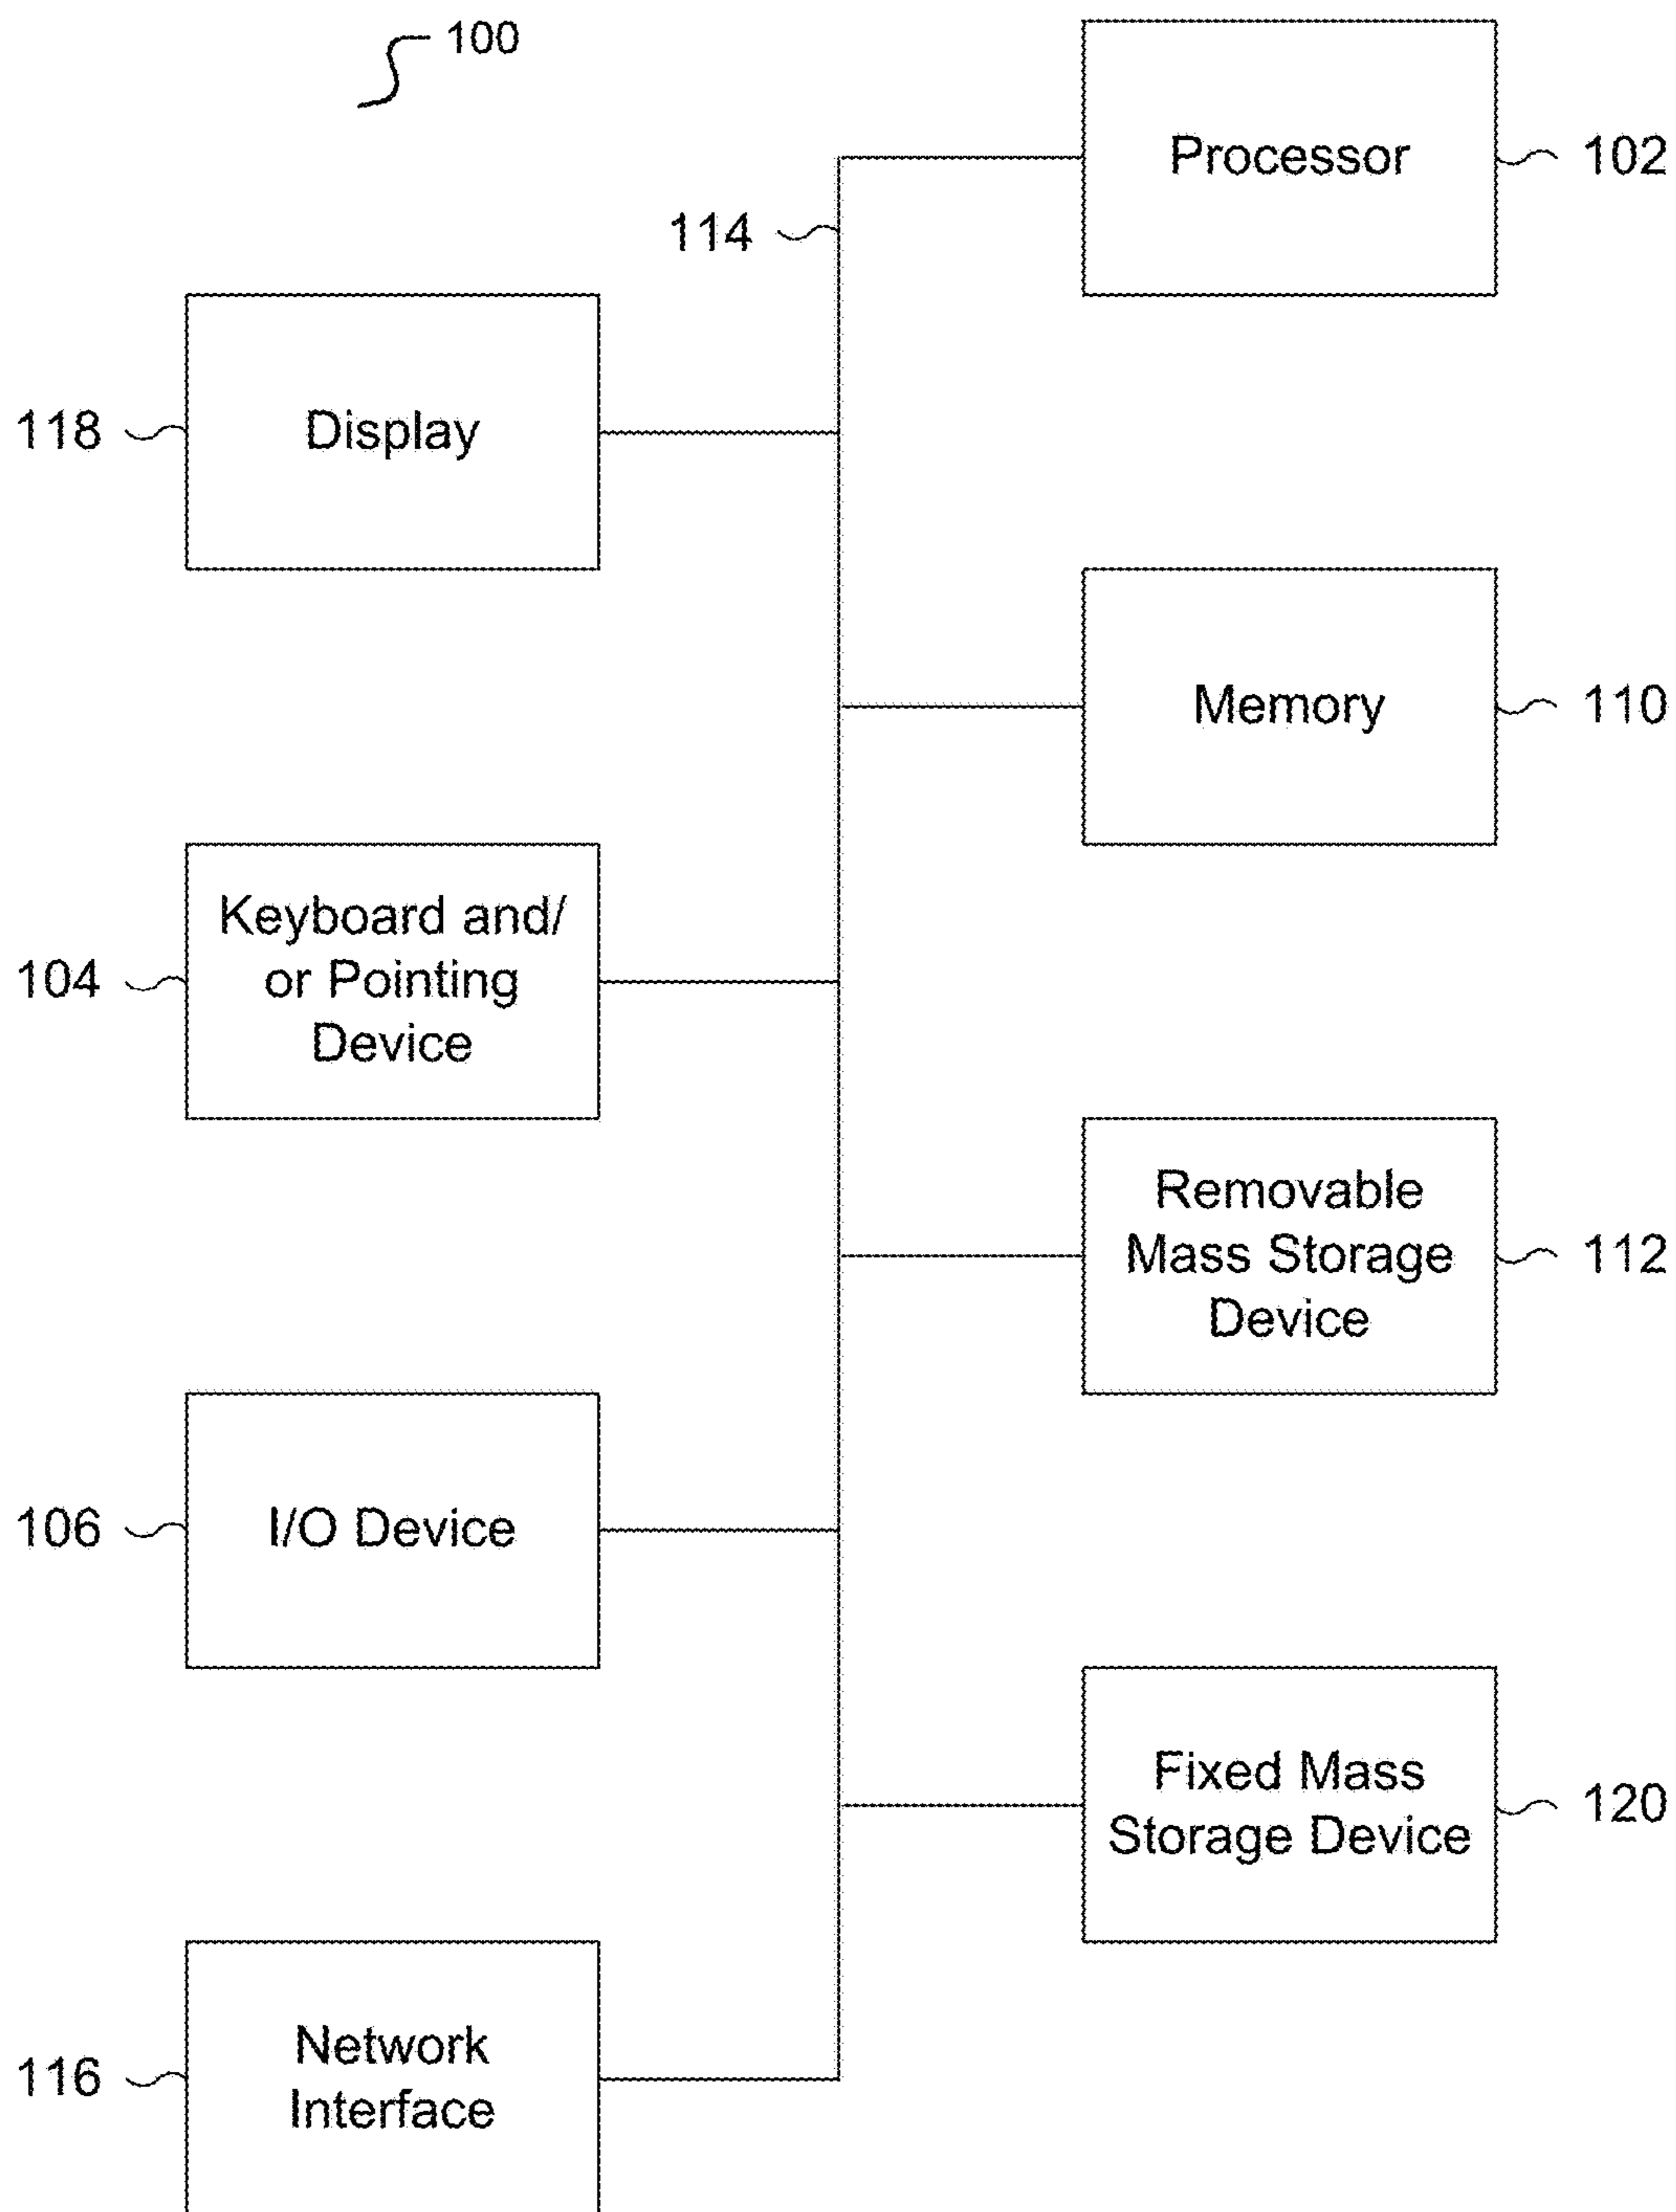 100
Processor
102
114
118
Display
Memory
110
Keyboard and/
or Pointing
Device
104
Removable
Mass Storage
Device
112
106
I/O Device
Fixed Mass
Storage Device
120
Network
Interface
116